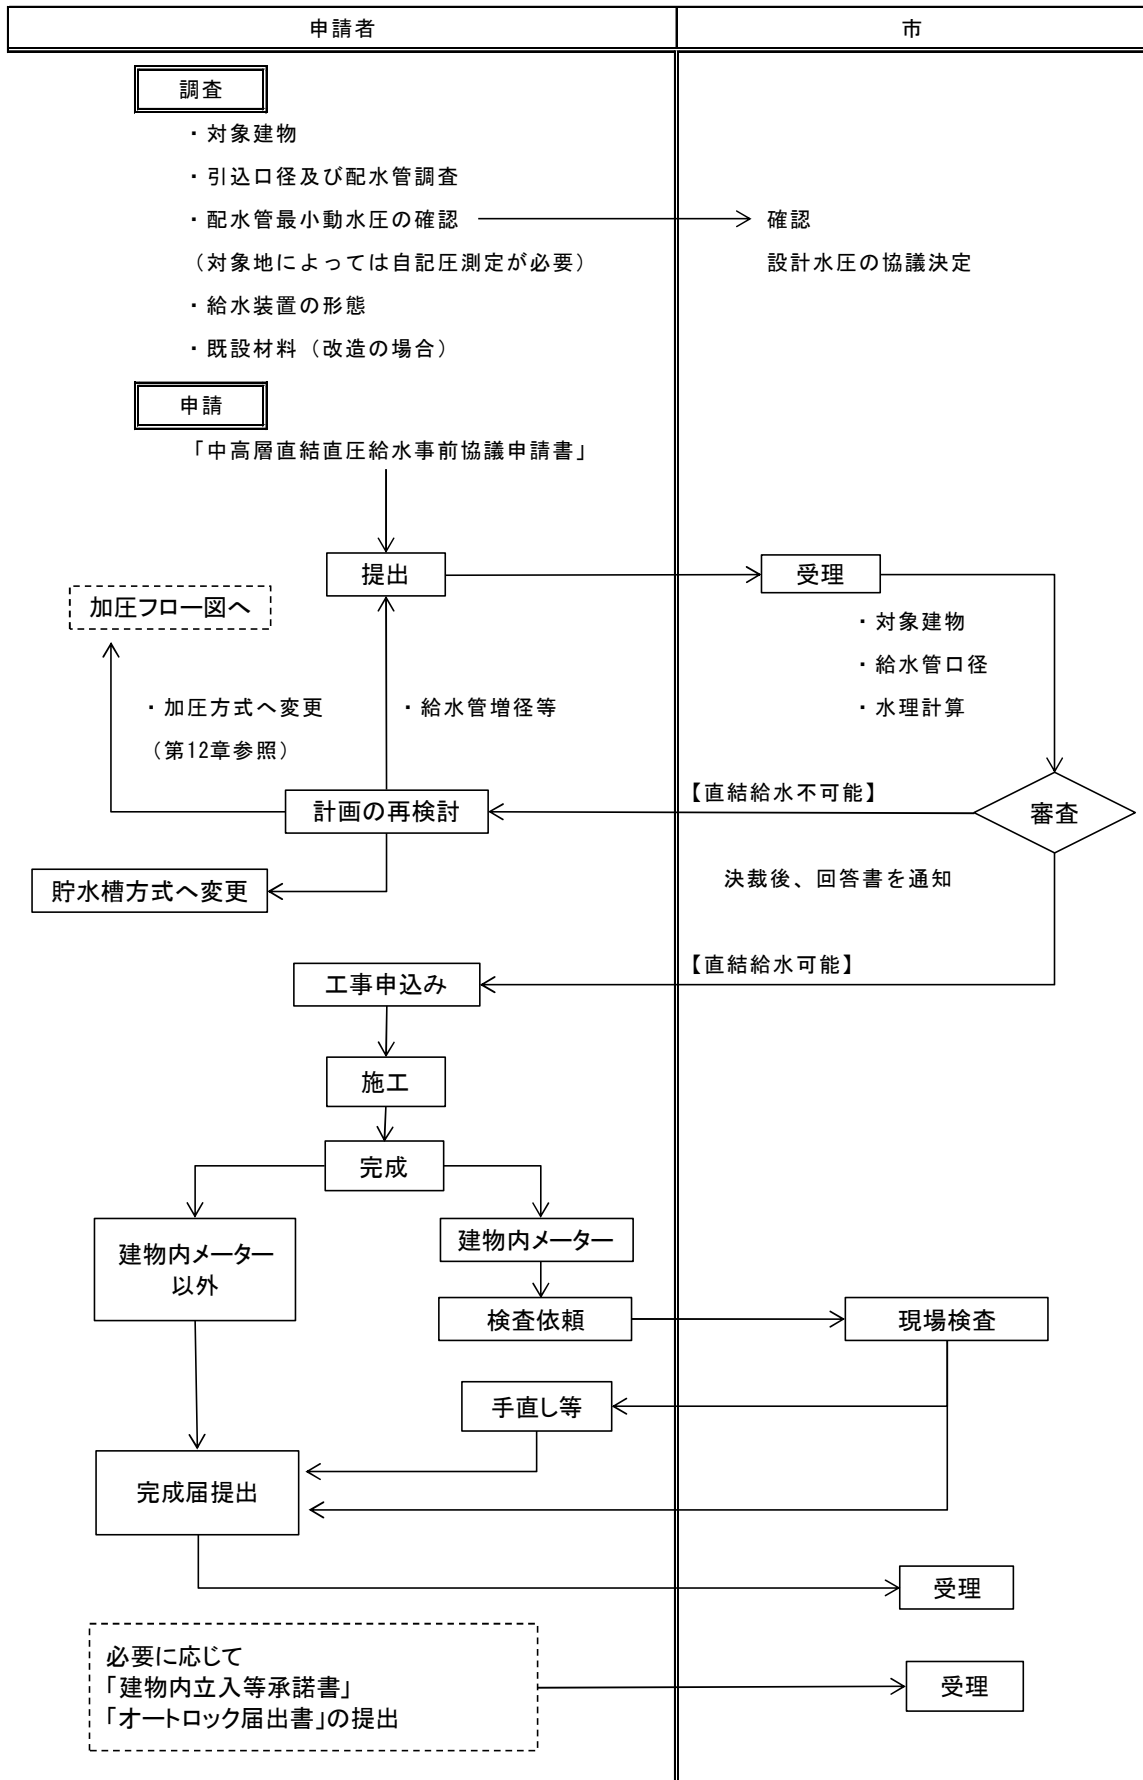 申請者
市
調査
・対象建物
・引込口径及び配水管調査
・配水管最小動水圧の確認
確認
（対象地によっては自記圧測定が必要）
設計水圧の協議決定
・給水装置の形態
・既設材料（改造の場合）
申請
「中高層直結直圧給水事前協議申請書」
提出
受理
加圧フロー図へ
・対象建物
・給水管口径
・水理計算
・加圧方式へ変更
（第12章参照）
・給水管増径等
【直結給水不可能】
計画の再検討
審査
貯水槽方式へ変更
決裁後、回答書を通知
【直結給水可能】
工事申込み
施工
完成
建物内メーター
以外
建物内メーター
検査依頼
現場検査
手直し等
完成届提出
受理
必要に応じて
「建物内立入等承諾書」
「オートロック届出書」の提出
受理